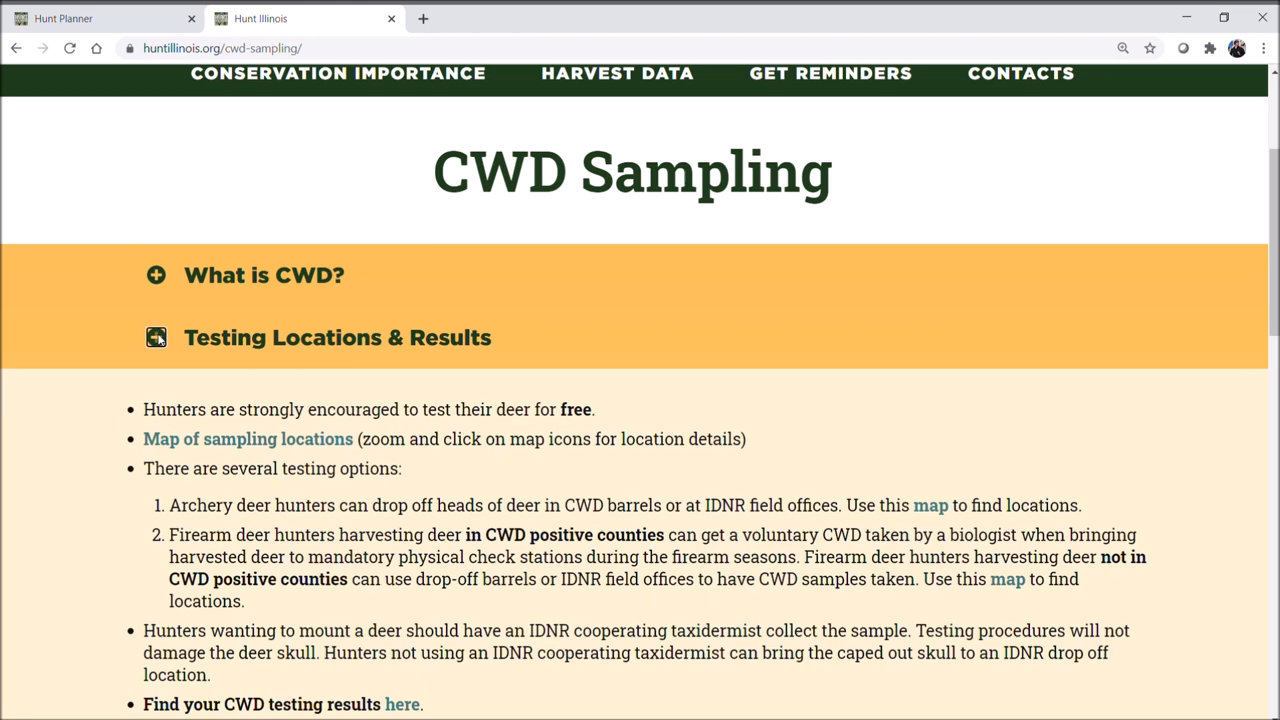 Hunt Planner
Hunt Illinois
huntillinois.org/cwd-sampling/
CONSERVATION IMPORTANCE HARVEST DATA GET REMINDERS CONTACTS
CWD Sampling
What is CWD?
Testing Locations & Results
• Hunters are strongly encouraged to test their deer for free.
• Map of sampling locations (zoom and click on map icons for location details)
• There are several testing options:
1. Archery deer hunters can drop off heads of deer in CWD barrels or at IDNR field offices. Use this map to find locations.
2. Firearm deer hunters harvesting deer in CWD positive counties can get a voluntary CWD taken by a biologist when bringing
harvested deer to mandatory physical check stations during the firearm seasons. Firearm deer hunters harvesting deer not in
CWD positive counties can use drop-off barrels or IDNR field offices to have CWD samples taken. Use this map to find
locations.
• Hunters wanting to mount a deer should have an IDNR cooperating taxidermist collect the sample. Testing procedures will not
damage the deer skull. Hunters not using an IDNR cooperating taxidermist can bring the caped out skull to an IDNR drop off
location.
• Find your CWD testing results here.